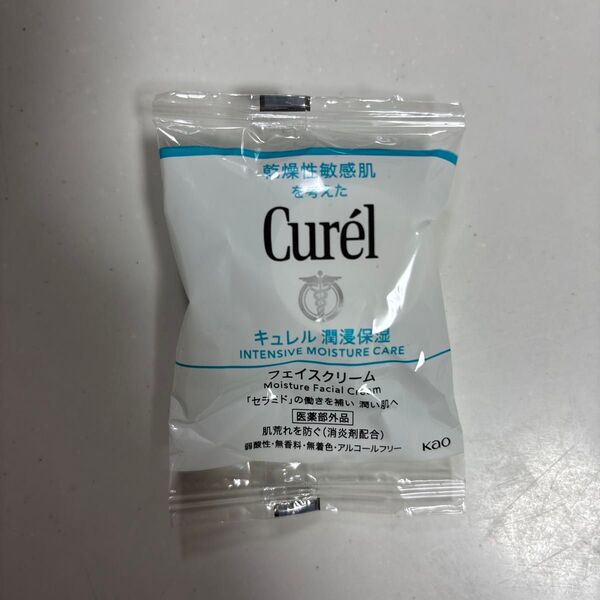 乾燥性敏感肌
を考えた
Curél
キュレル 潤浸保湿
INTENSIVE MOISTURE CARE
フェイスクリーム
Moisture Facial Cream
「セラミド」の働きを補い 潤い肌へ
医薬部外品
肌荒れを防ぐ(消炎剤配合)
弱酸性・無香料・無着色・アルコールフリー
Kao